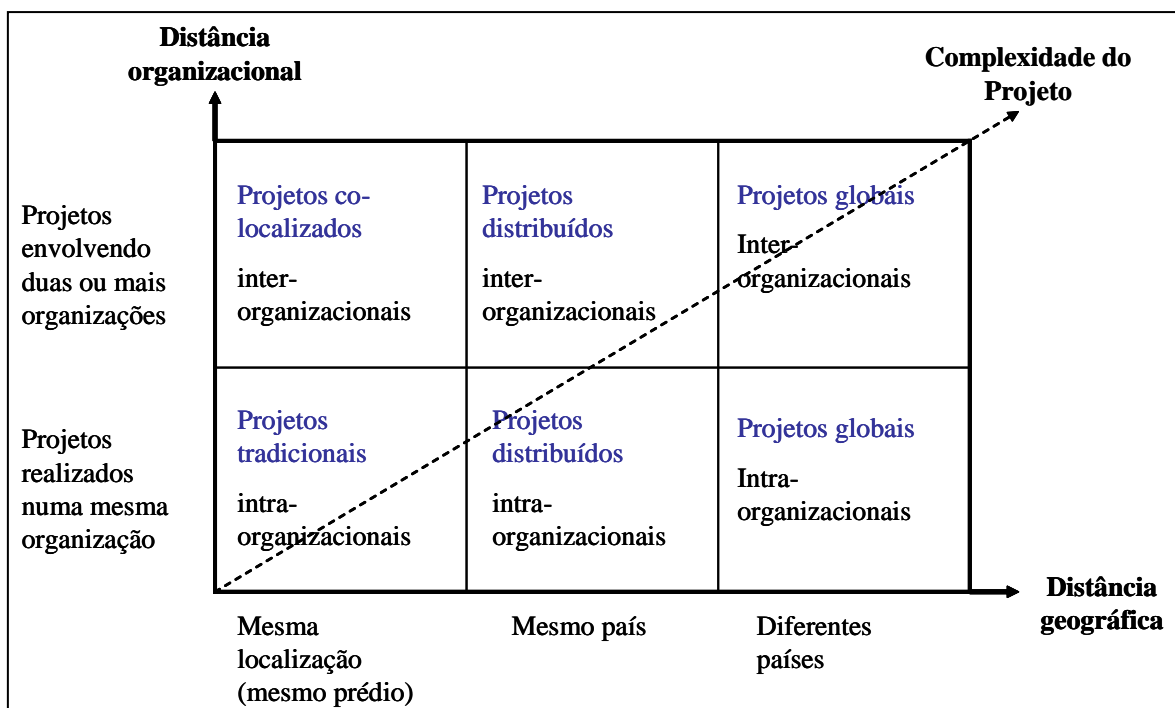 Distância
organizacional
Complexidade do
Projeto
Projetos
envolvendo
duas ou mais
organizações
Projetos co-
localizados
inter-
organizacionais
Projetos
distribuídos
inter-
organizacionais
Projetos globais
Inter-
organizacionais
Projetos
realizados
numa mesma
organização
Projetos
tradicionais
intra-
organizacionais
Projetos
distribuídos
intra-
organizacionais
Projetos globais
Intra-
organizacionais
Distância
geográfica
Mesma
localização
(mesmo prédio)
Mesmo país
Diferentes
países